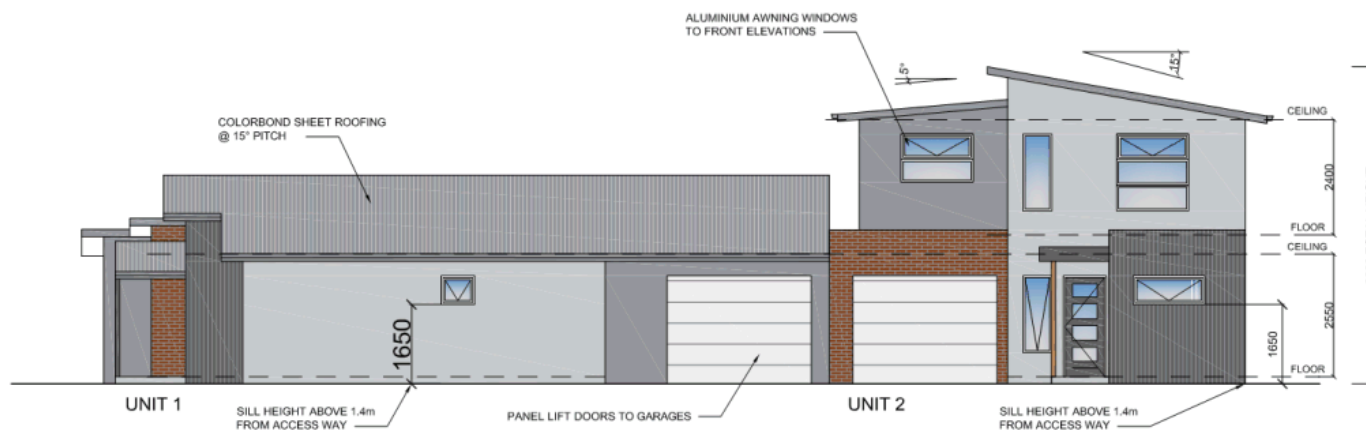 ALUMINIUM AWNING WINDOWS
TO FRONT ELEVATIONS
5°
15°
COLORBOND SHEET ROOFING
@ 15° PITCH
CEILING
2400
FLOOR
CEILING
1650
2550
1650
FLOOR
UNIT 1
SILL HEIGHT ABOVE 1.4m
FROM ACCESS WAY
PANEL LIFT DOORS TO GARAGES
UNIT 2
SILL HEIGHT ABOVE 1.4m
FROM ACCESS WAY